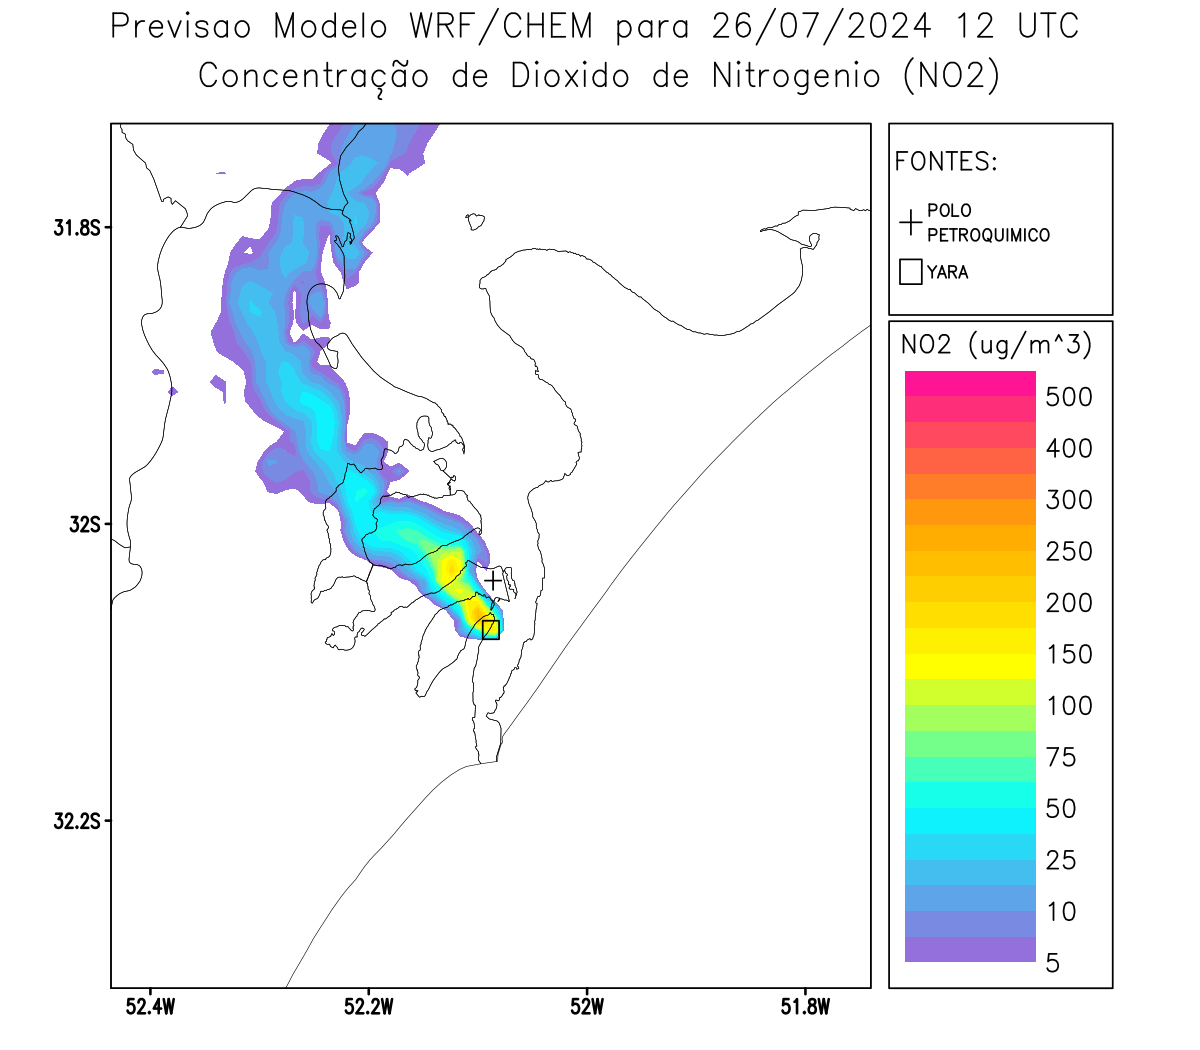 Previsao Modelo WRF/CHEM para 26/07/2024 12 UTC
Concentração de Dioxido de Nitrogenio (NO2)
FONTES:
POLO
PETROQUIMICO
YARA
NO2 (ug/m^3)
500
400
300
250
200
150
100
75
50
25
10
5
31.8S
32S
32.2S
52.4W
52.2W
52W
51.8W